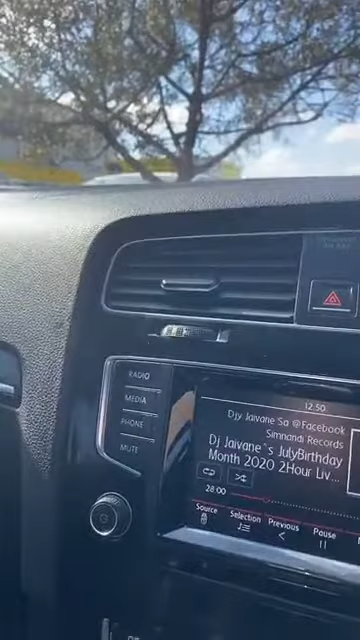 RADIO
MEDIA
PHONE
MUTE
12:50
Djy Jaivane Sa @Facebook
Simnandi Records
Dj Jaivane`s JulyBirthday
Month 2020 2Hour Liv...
28:00
Source
Selection
Previous
Pause